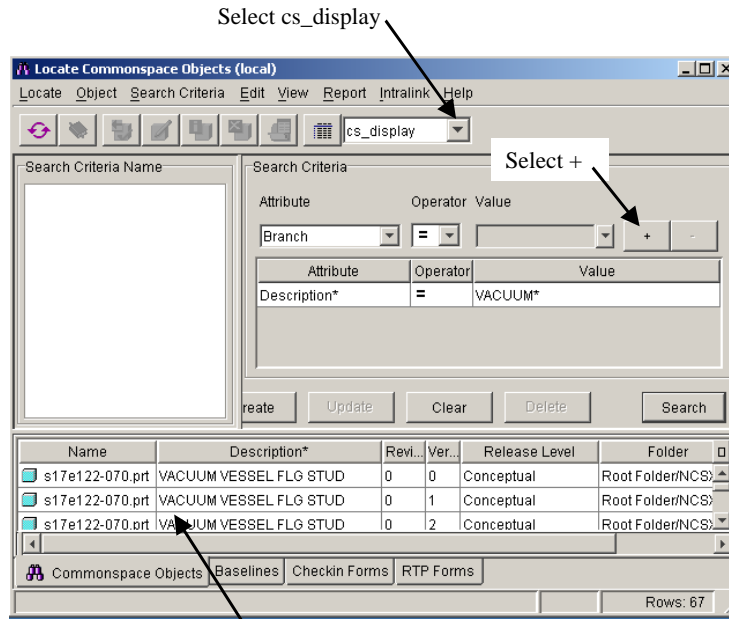 Select cs_display
Locate Commonspace Objects (local)
Locate Object Search Criteria Edit View Report Intralink Help
cs_display
Search Criteria Name
Search Criteria
Select +
Attribute Operator Value
Branch = + -
Attribute Operator Value
Description* = VACUUM*
reate Update Clear Delete Search
Name Description* Revi... Ver... Release Level Folder
s17e122-070.prt VACUUM VESSEL FLG STUD 0 0 Conceptual Root Folder/NCS
s17e122-070.prt VACUUM VESSEL FLG STUD 0 1 Conceptual Root Folder/NCS
s17e122-070.prt VACUUM VESSEL FLG STUD 0 2 Conceptual Root Folder/NCS
Commonspace Objects Baselines Checkin Forms RTP Forms
Rows: 67